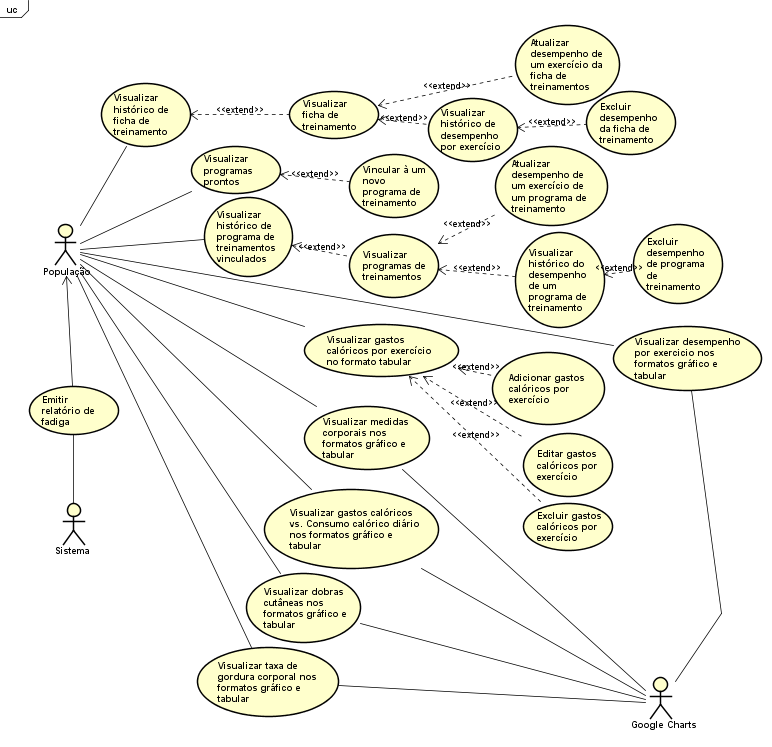 uc
Atualizar
desempenho de
um exercício da
ficha de
treinamentos
Visualizar
histórico de
ficha de
treinamento
<<extend>>
Visualizar
ficha de
treinamento
<<extend>>
<<extend>>
Visualizar
histórico de
desempenho
por exercício
<<extend>>
Excluir
desempenho
da ficha de
treinamento
Visualizar
programas
prontos
<<extend>>
Vincular à um
novo
programa de
treinamento
Atualizar
desempenho de
um exercício de
um programa de
treinamento
Visualizar
histórico de
programa de
treinamentos
vinculados
<<extend>>
Visualizar
programas de
treinamentos
<<extend>>
<<extend>>
Visualizar
histórico do
desempenho
de um
programa de
treinamento
<<extend>>
Excluir
desempenho
de programa
de
treinamento
População
Visualizar gastos
calóricos por exercício
no formato tabular
Visualizar desempenho
por exercicio nos
formatos gráfico e
tabular
<<extend>>
Adicionar gastos
calóricos por
exercício
<<extend>>
<<extend>>
Editar gastos
calóricos por
exercício
Excluir gastos
calóricos por
exercício
Emitir
relatório de
fadiga
Visualizar medidas
corporais nos
formatos gráfico e
tabular
Sistema
Visualizar gastos calóricos
vs. Consumo calórico diário
nos formatos gráfico e
tabular
Visualizar dobras
cutâneas nos
formatos gráfico e
tabular
Visualizar taxa de
gordura corporal nos
formatos gráfico e
tabular
Google Charts